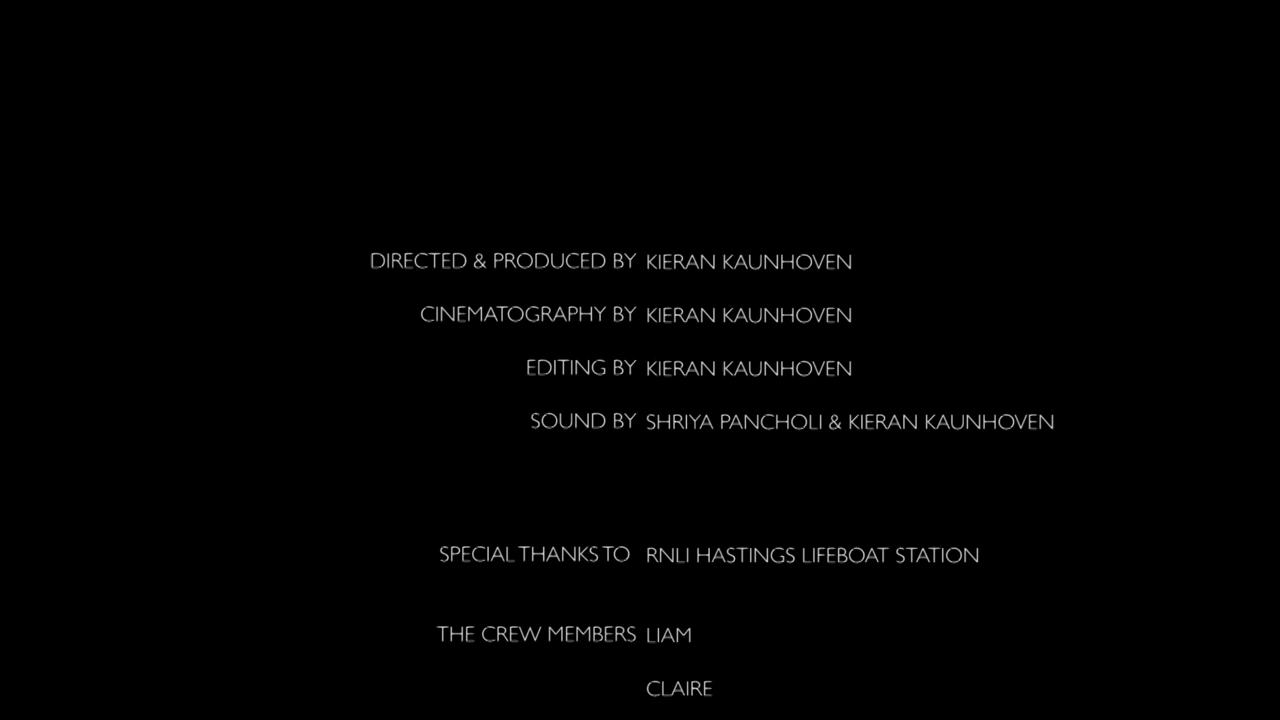 DIRECTED & PRODUCED BY KIERAN KAUNHOVEN
CINEMATOGRAPHY BY KIERAN KAUNHOVEN
EDITING BY KIERAN KAUNHOVEN
SOUND BY SHRIYA PANCHOLI & KIERAN KAUNHOVEN
SPECIAL THANKS TO RNLI HASTINGS LIFEBOAT STATION
THE CREW MEMBERS LIAM
CLAIRE